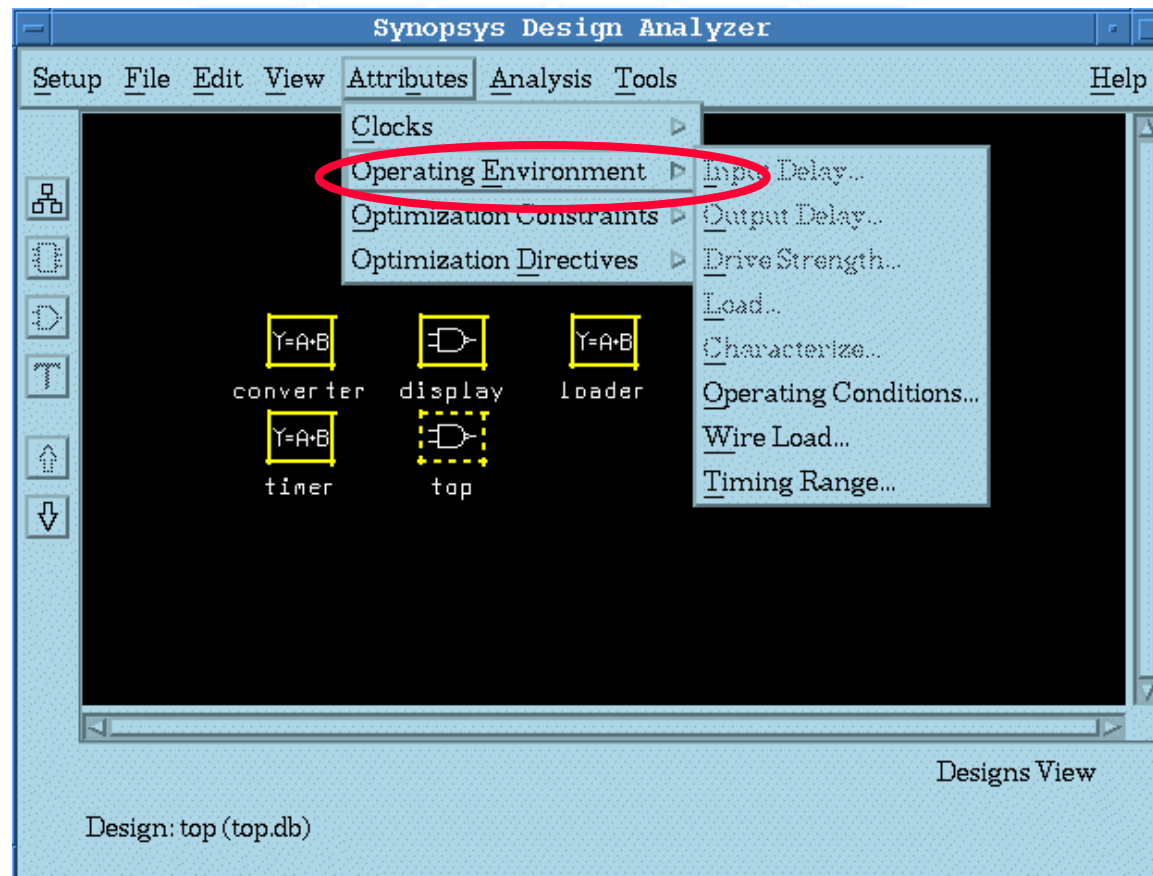 Synopsys Design Analyzer
Setup File Edit View Attributes Analysis Tools Help
Clocks
Operating Environment
Optimization Constraints
Optimization Directives
Input Delay...
Output Delay...
Drive Strength...
Load...
Characterize...
Operating Conditions...
Wire Load...
Timing Range...
Y=A+B Y=A+B
converter display loader
Y=A+B
timer top
Designs View
Design: top (top.db)